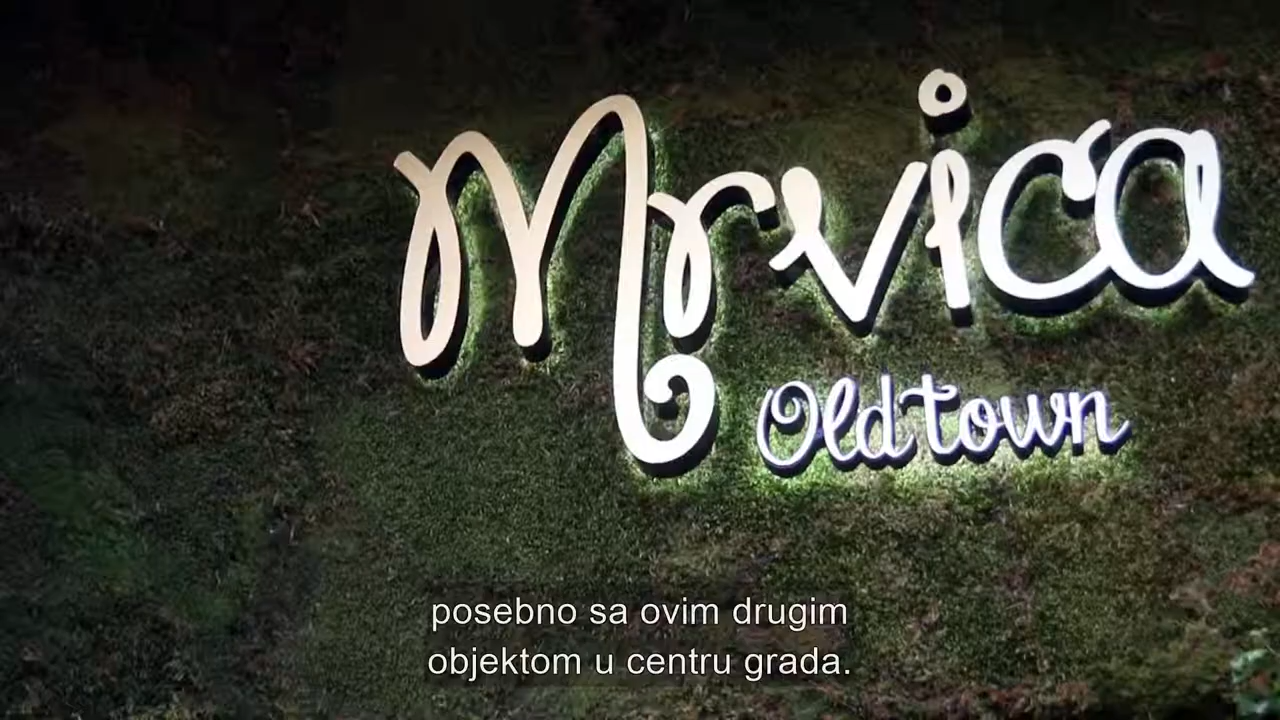 Mrvica
Old town
posebno sa ovim drugim
objektom u centru grada.